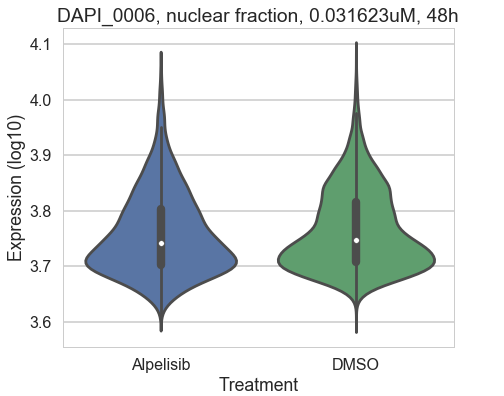 DAPI_0006, nuclear fraction, 0.031623uM, 48h
4.1
4.0
3.9
3.8
3.7
3.6
Expression (log10)
Alpelisib
DMSO
Treatment